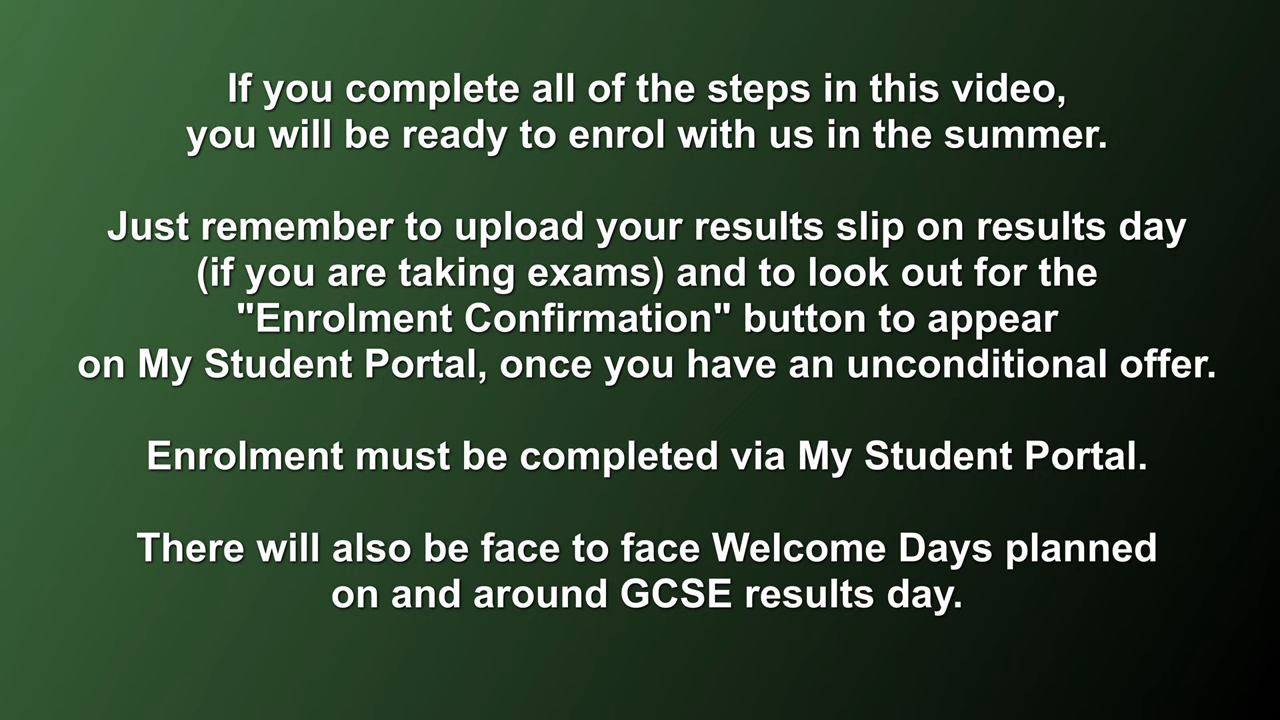 If you complete all of the steps in this video,
you will be ready to enrol with us in the summer.
Just remember to upload your results slip on results day
(if you are taking exams) and to look out for the
"Enrolment Confirmation" button to appear
on My Student Portal, once you have an unconditional offer.
Enrolment must be completed via My Student Portal.
There will also be face to face Welcome Days planned
on and around GCSE results day.